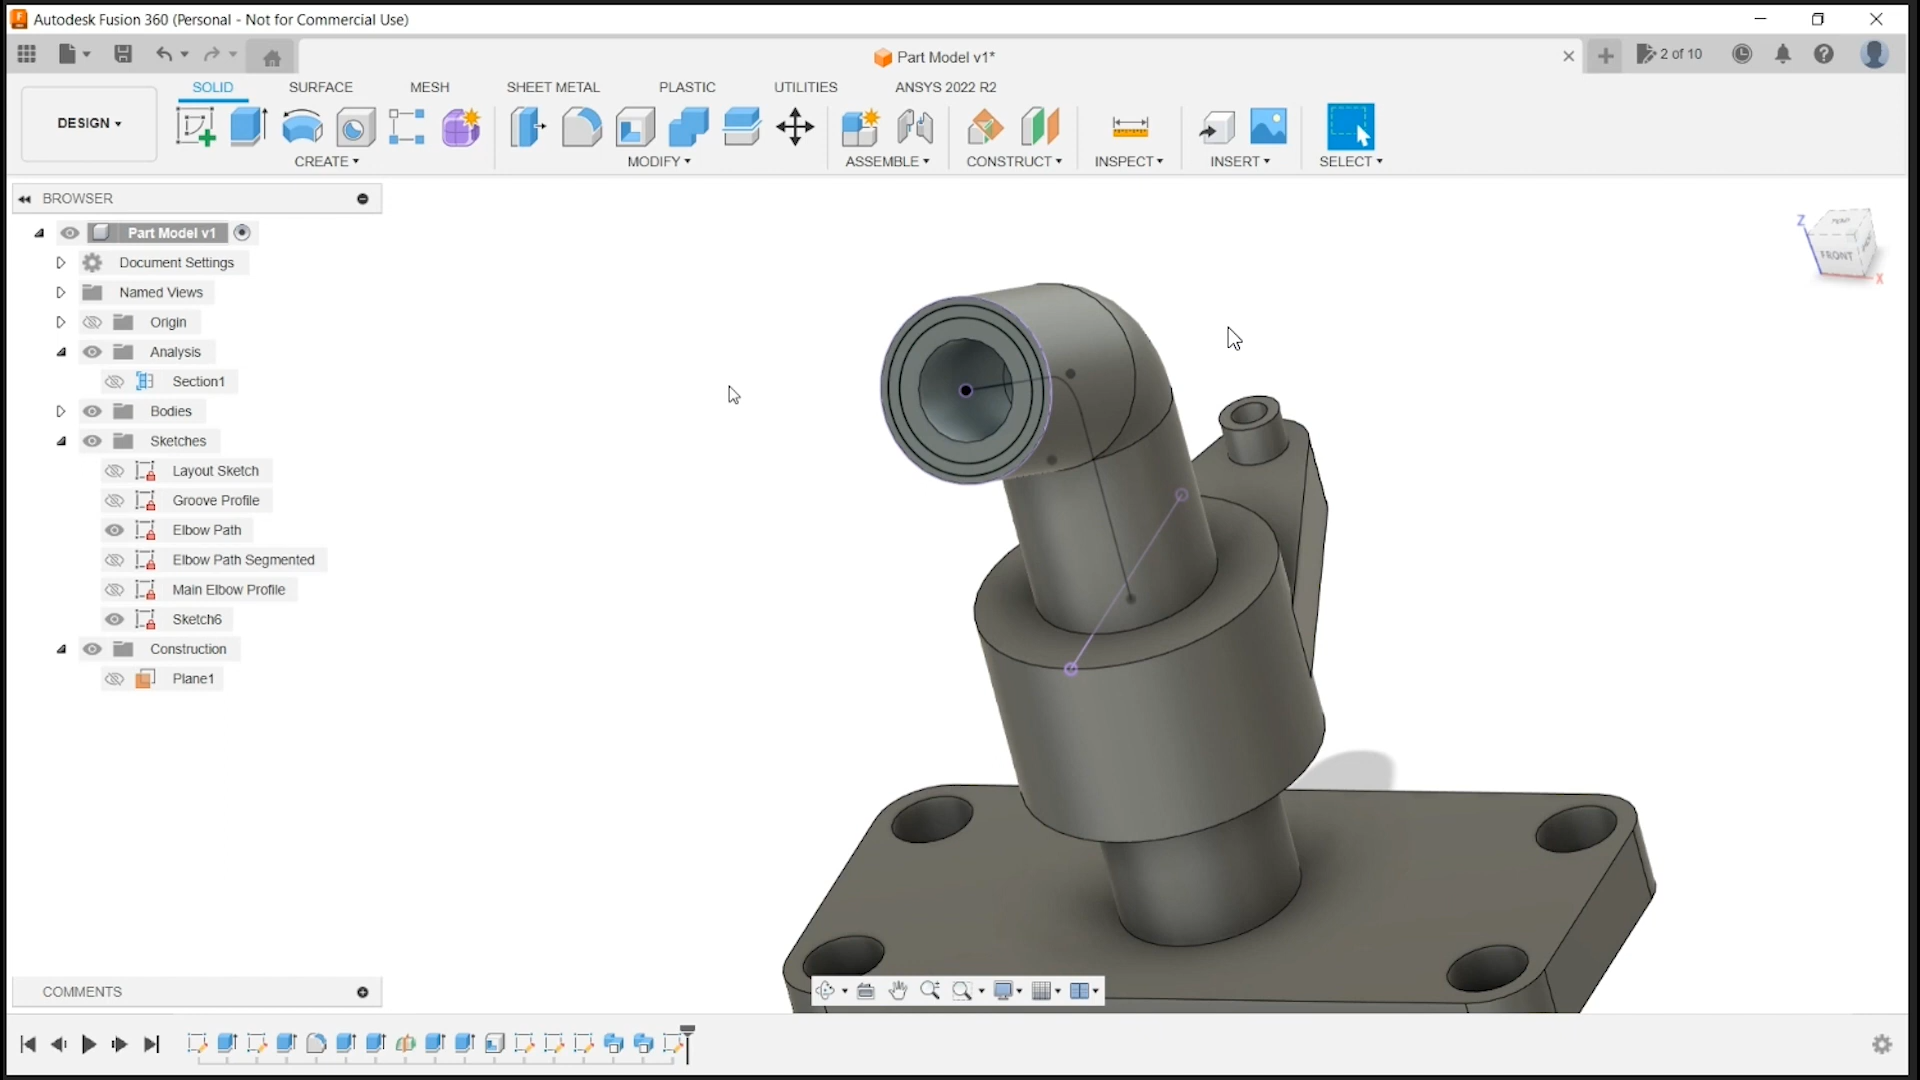 Autodesk Fusion 360 (Personal - Not for Commercial Use)
Part Model v1*
2 of 10
DESIGN
SOLID
SURFACE
MESH
SHEET METAL
PLASTIC
UTILITIES
ANSYS 2022 R2
CREATE
MODIFY
ASSEMBLE
CONSTRUCT
INSPECT
INSERT
SELECT
BROWSER
Part Model v1
Document Settings
Named Views
Origin
Analysis
Section1
Bodies
Sketches
Layout Sketch
Groove Profile
Elbow Path
Elbow Path Segmented
Main Elbow Profile
Sketch6
Construction
Plane1
Z
FRONT
X
COMMENTS